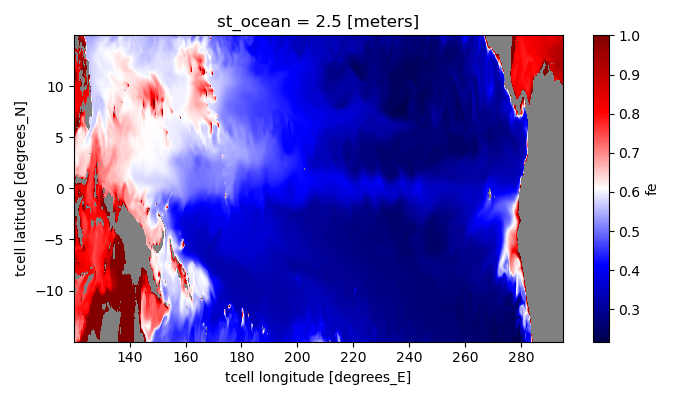 st_ocean = 2.5 [meters]
tcell latitude [degrees_N]
10
5
0
−5
−10
140 160 180 200 220 240 260 280
tcell longitude [degrees_E]
1.0
0.9
0.8
0.7
0.6
0.5
0.4
0.3
fe